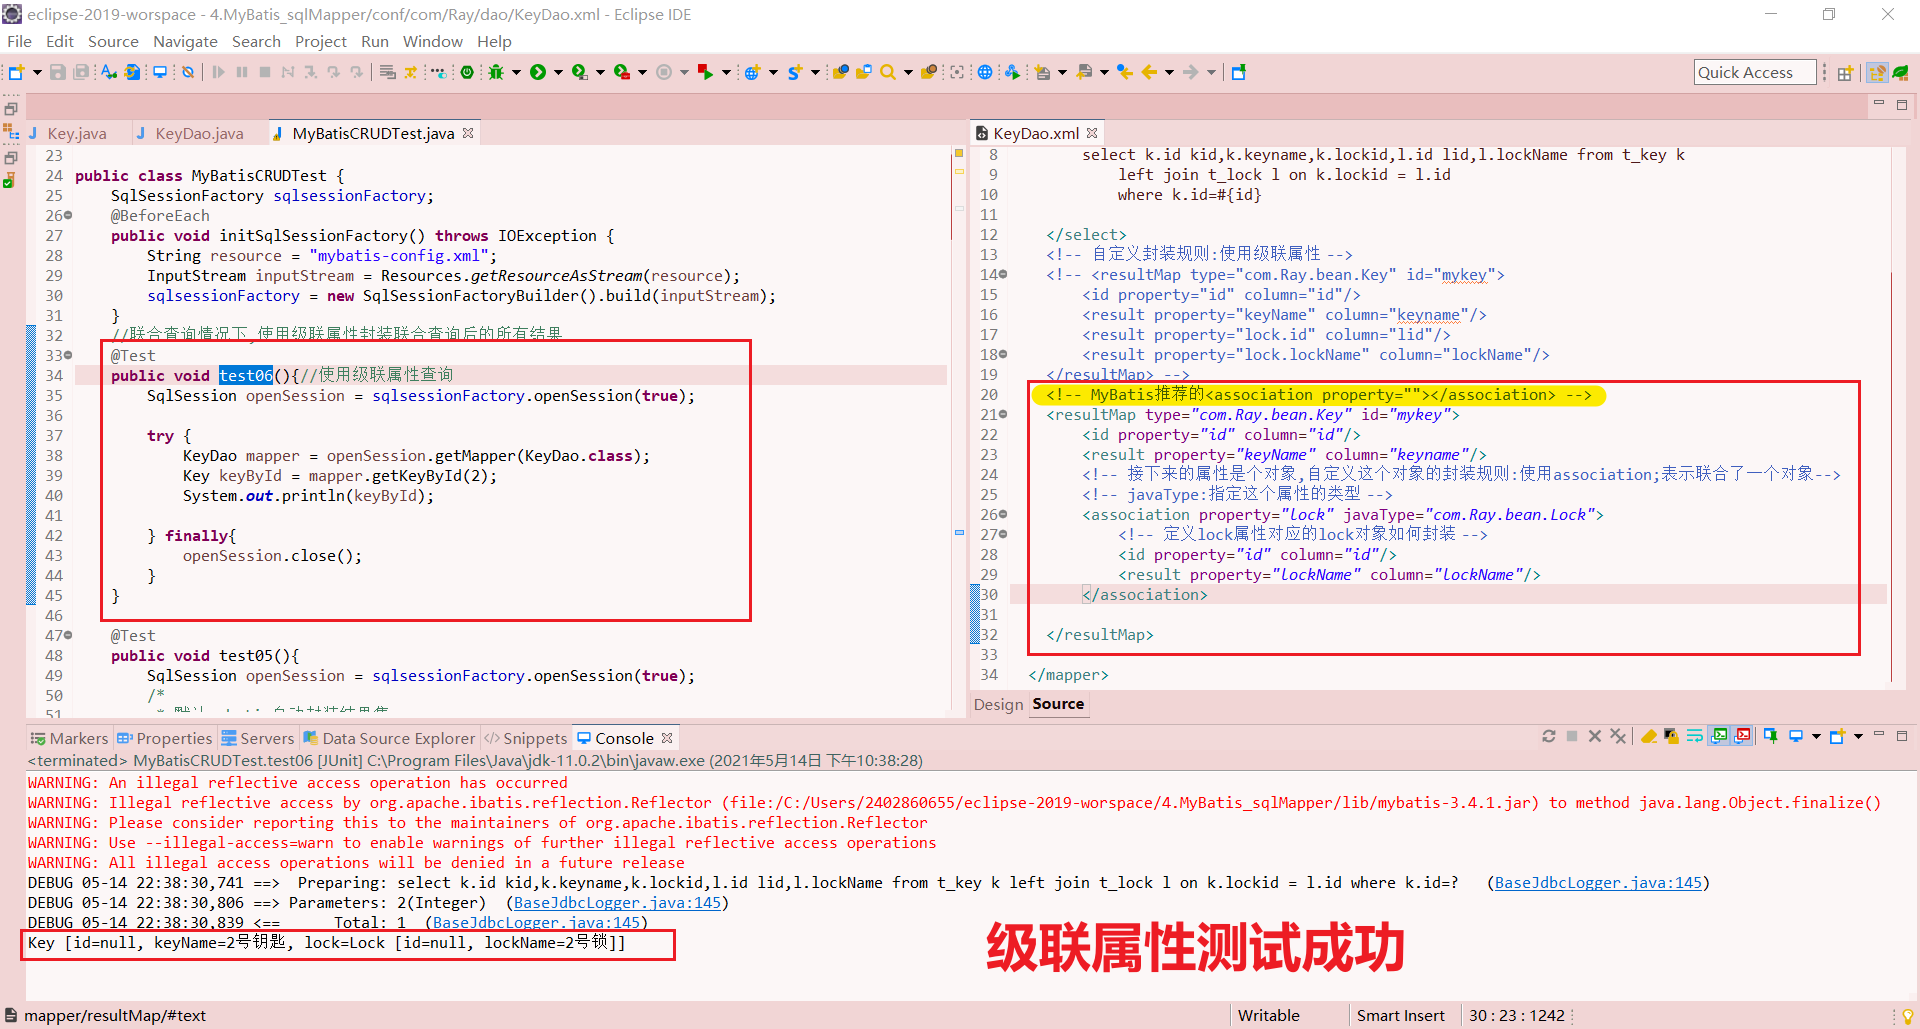 eclipse-2019-worspace - 4.MyBatis_sqlMapper/conf/com/Ray/dao/KeyDao.xml - Eclipse IDE
File Edit Source Navigate Search Project Run Window Help
Quick Access
Key.java KeyDao.java MyBatisCRUDTest.java
23
24 public class MyBatisCRUDTest {
25 SqlSessionFactory sqlsessionFactory;
26 @BeforeEach
27 public void initSqlSessionFactory() throws IOException {
28 String resource = "mybatis-config.xml";
29 InputStream inputStream = Resources.getResourceAsStream(resource);
30 sqlsessionFactory = new SqlSessionFactoryBuilder().build(inputStream);
31 }
32 //联合查询情况下,使用级联属性封装联合查询后的所有结果
33 @Test
34 public void test06(){//使用级联属性查询
35 SqlSession openSession = sqlsessionFactory.openSession(true);
36
37 try {
38 KeyDao mapper = openSession.getMapper(KeyDao.class);
39 Key keyById = mapper.getKeyById(2);
40 System.out.println(keyById);
41
42 } finally{
43 openSession.close();
44 }
45 }
46
47 @Test
48 public void test05(){
49 SqlSession openSession = sqlsessionFactory.openSession(true);
50 /*
51
KeyDao.xml
8 select k.id kid,k.keyname,k.lockid,l.id lid,l.lockName from t_key k
9 left join t_lock l on k.lockid = l.id
10 where k.id=#{id}
11
12 </select>
13 <!-- 自定义封装规则:使用级联属性 -->
14 <!-- <resultMap type="com.Ray.bean.Key" id="mykey">
15 <id property="id" column="id"/>
16 <result property="keyName" column="keyname"/>
17 <result property="lock.id" column="lid"/>
18 <result property="lock.lockName" column="lockName"/>
19 </resultMap> -->
20 <!-- MyBatis推荐的<association property=""></association> -->
21 <resultMap type="com.Ray.bean.Key" id="mykey">
22 <id property="id" column="id"/>
23 <result property="keyName" column="keyname"/>
24 <!-- 接下来的属性是个对象,自定义这个对象的封装规则:使用association;表示联合了一个对象-->
25 <!-- javaType:指定这个属性的类型 -->
26 <association property="lock" javaType="com.Ray.bean.Lock">
27 <!-- 定义lock属性对应的lock对象如何封装 -->
28 <id property="id" column="id"/>
29 <result property="lockName" column="lockName"/>
30 </association>
31
32 </resultMap>
33
34 </mapper>
Design Source
Markers Properties Servers Data Source Explorer Snippets Console
<terminated> MyBatisCRUDTest.test06 [JUnit] C:\Program Files\Java\jdk-11.0.2\bin\javaw.exe (2021年5月14日 下午10:38:28)
WARNING: An illegal reflective access operation has occurred
WARNING: Illegal reflective access by org.apache.ibatis.reflection.Reflector (file:/C:/Users/2402860655/eclipse-2019-worspace/4.MyBatis_sqlMapper/lib/mybatis-3.4.1.jar) to method java.lang.Object.finalize()
WARNING: Please consider reporting this to the maintainers of org.apache.ibatis.reflection.Reflector
WARNING: Use --illegal-access=warn to enable warnings of further illegal reflective access operations
WARNING: All illegal access operations will be denied in a future release
DEBUG 05-14 22:38:30,741 ==>  Preparing: select k.id kid,k.keyname,k.lockid,l.id lid,l.lockName from t_key k left join t_lock l on k.lockid = l.id where k.id=? (BaseJdbcLogger.java:145)
DEBUG 05-14 22:38:30,806 ==> Parameters: 2(Integer) (BaseJdbcLogger.java:145)
DEBUG 05-14 22:38:30,839 <==      Total: 1 (BaseJdbcLogger.java:145)
Key [id=null, keyName=2号钥匙, lock=Lock [id=null, lockName=2号锁]]
级联属性测试成功
mapper/resultMap/#text Writable Smart Insert 30 : 23 : 1242